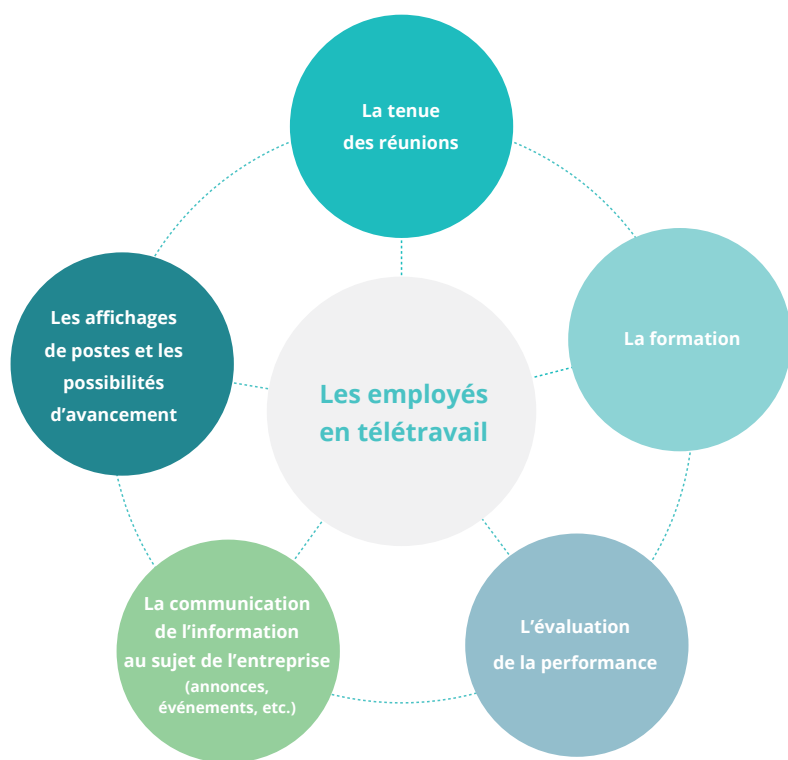 La tenue
des réunions
La formation
L’évaluation
de la performance
La communication
de l’information
au sujet de l’entreprise
(annonces,
événements, etc.)
Les affichages
de postes et les
possibilités
d’avancement
Les employés
en télétravail